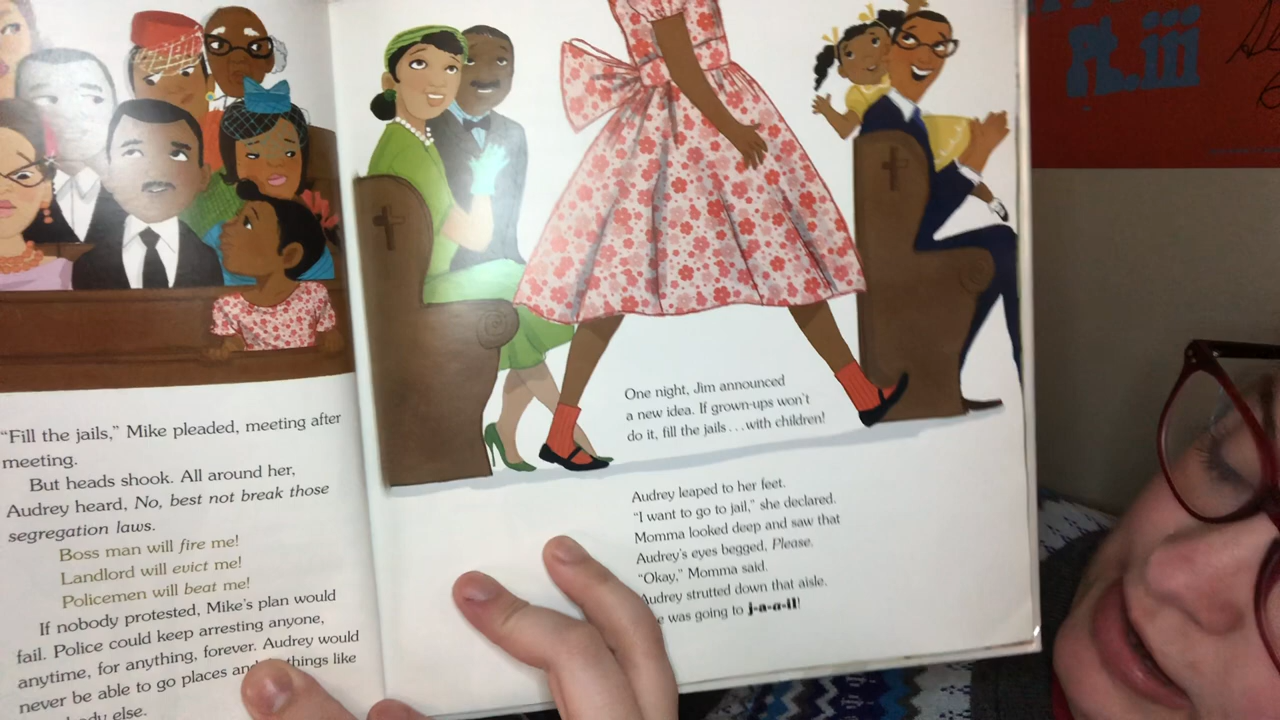 "Fill the jails," Mike pleaded, meeting after
meeting.
But heads shook. All around her,
Audrey heard, No, best not break those
segregation laws.
Boss man will fire me!
Landlord will evict me!
Policemen will beat me!
If nobody protested, Mike's plan would
fail. Police could keep arresting anyone,
anytime, for anything, forever. Audrey would
never be able to go places and things like
else.
One night, Jim announced
a new idea. If grown-ups won't
do it, fill the jails . . . with children!
Audrey leaped to her feet.
"I want to go to jail," she declared.
Momma looked deep and saw that
Audrey's eyes begged, Please.
"Okay," Momma said.
Audrey strutted down that aisle.
was going to j-a-a-il!
pt.iii